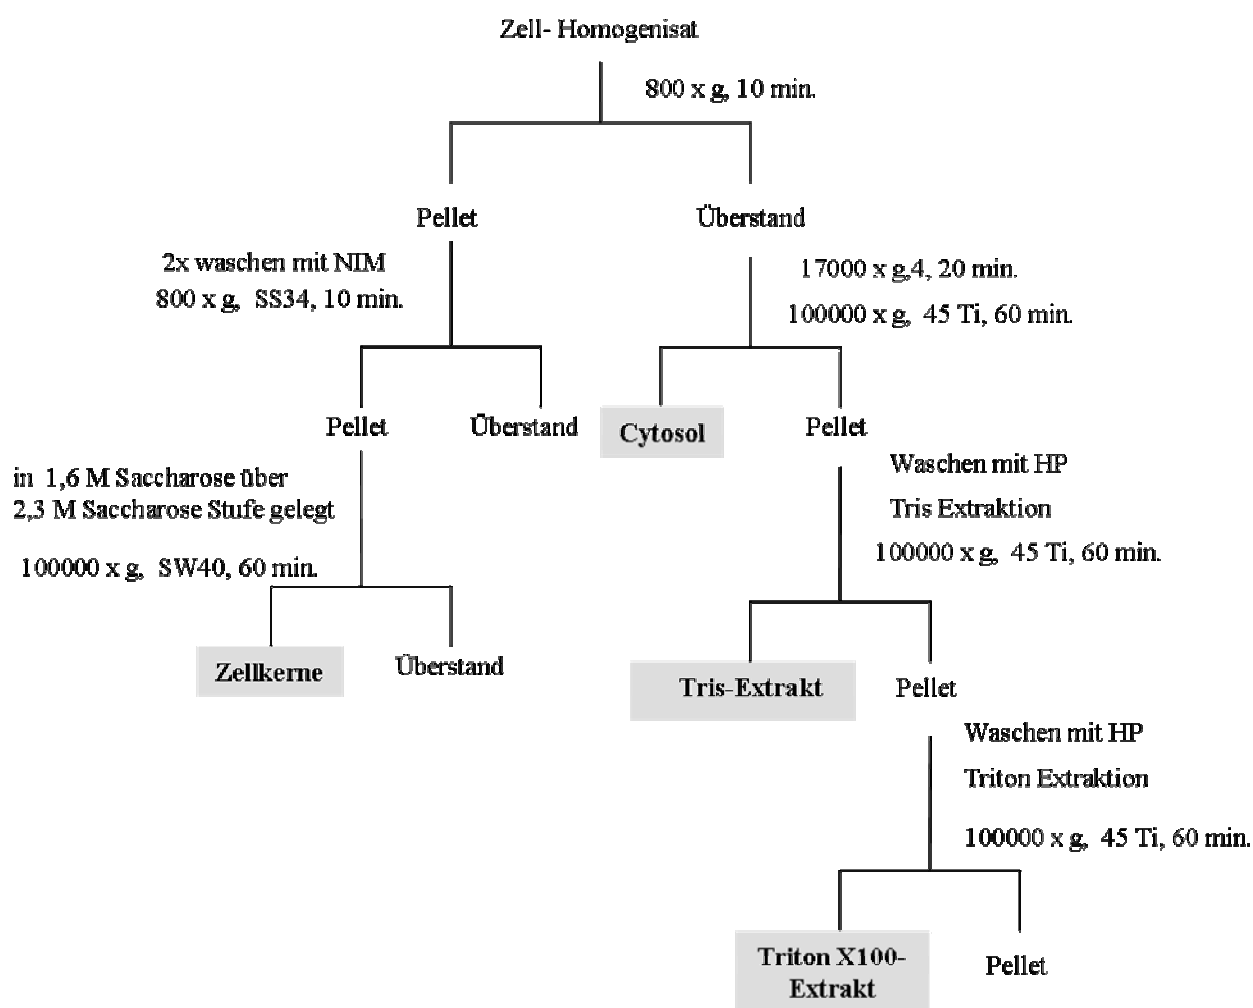 Zell- Homogenisat
800 x g, 10 min.
Pellet
Überstand
2x waschen mit NIM
800 x g, SS34, 10 min.
17000 x g,4, 20 min.
100000 x g, 45 Ti, 60 min.
Pellet
Überstand
Cytosol
Pellet
in 1,6 M Saccharose über
2,3 M Saccharose Stufe gelegt
100000 x g, SW40, 60 min.
Waschen mit HP
Tris Extraktion
100000 x g, 45 Ti, 60 min.
Zellkerne
Überstand
Tris-Extrakt
Pellet
Waschen mit HP
Triton Extraktion
100000 x g, 45 Ti, 60 min.
Triton X100-
Extrakt
Pellet